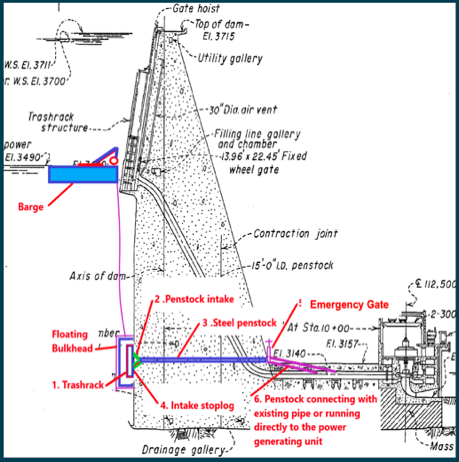 Gate hoist
Top of dam-
El. 3715
Utility gallery
W.S. El. 3711
W.S. El. 3700
30" Dia. air vent
Trashrack
structure
Filling line gallery
and chamber
13.96 x 22.45' Fixed
wheel gate
power
El. 3490
Barge
Contraction joint
Axis of dam
15'-0" I.D. penstock
℄ 112,500
2. Penstock intake
Emergency Gate
3. Steel penstock
At Sta. 10+00
Floating
Bulkhead
El. 3157
El. 3140
1. Trashrack
4. Intake stoplog
6. Penstock connecting with
existing pipe or running
directly to the power
generating unit
Drainage gallery
Mass